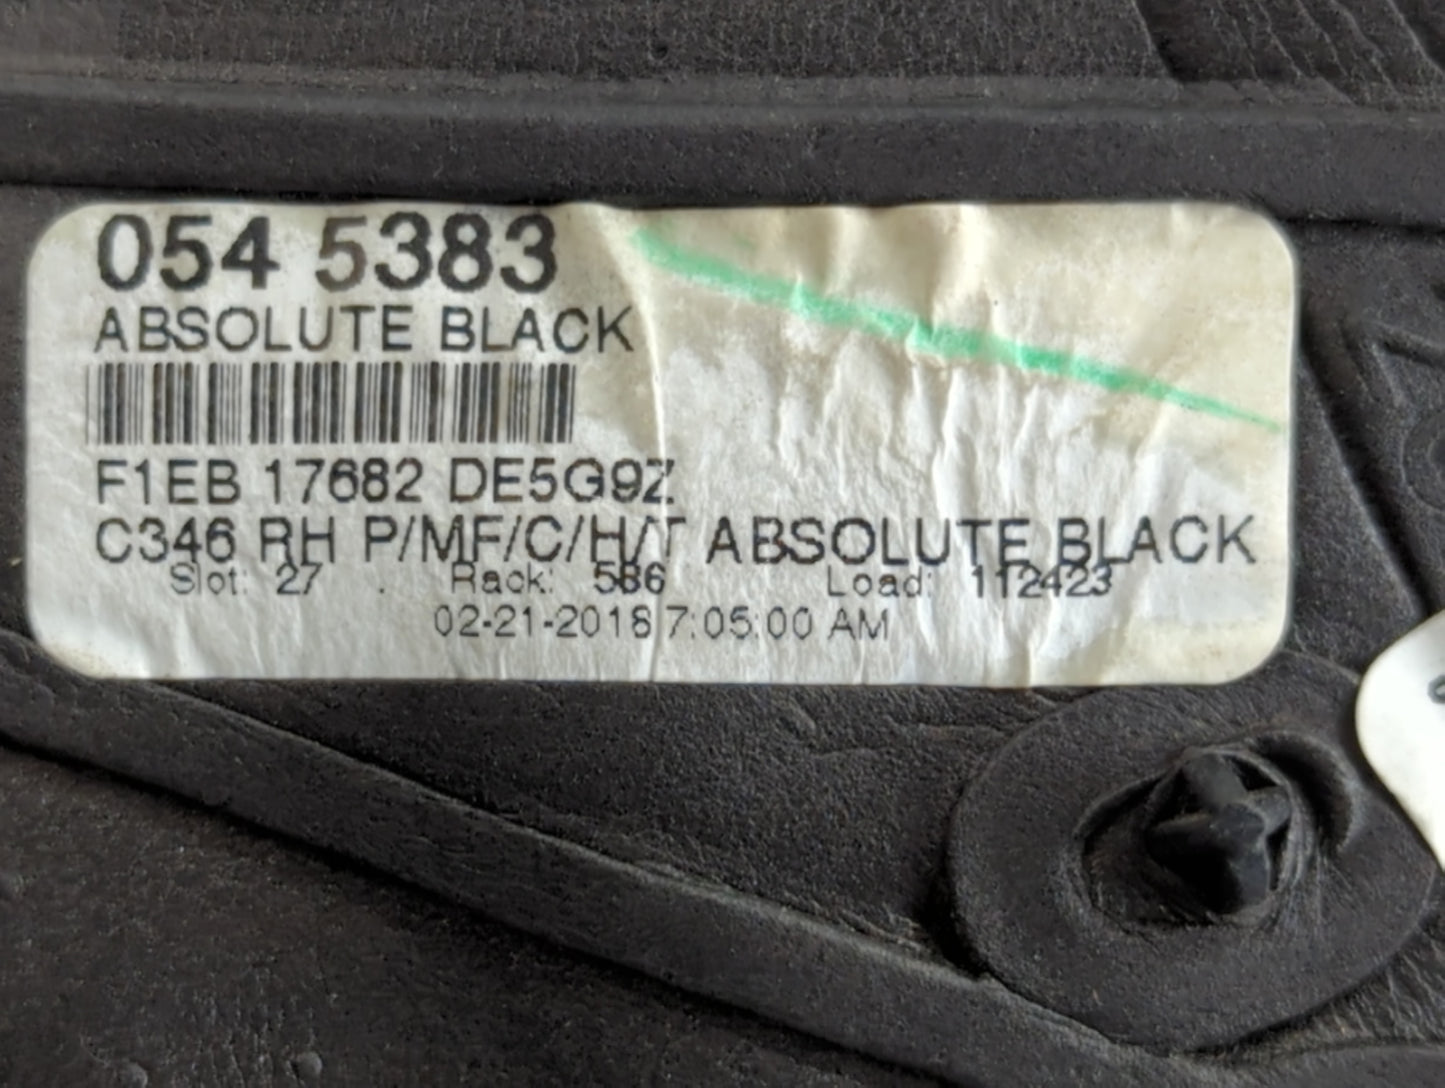 054 5383
ABSOLUTE BLACK
F1EB 17682 DE5G9Z
C346 RH P/MF/C/H/T ABSOLUTE BLACK
Slot: 27 . Rack: 586 Load: 112423
02-21-2018 7:05:00 AM